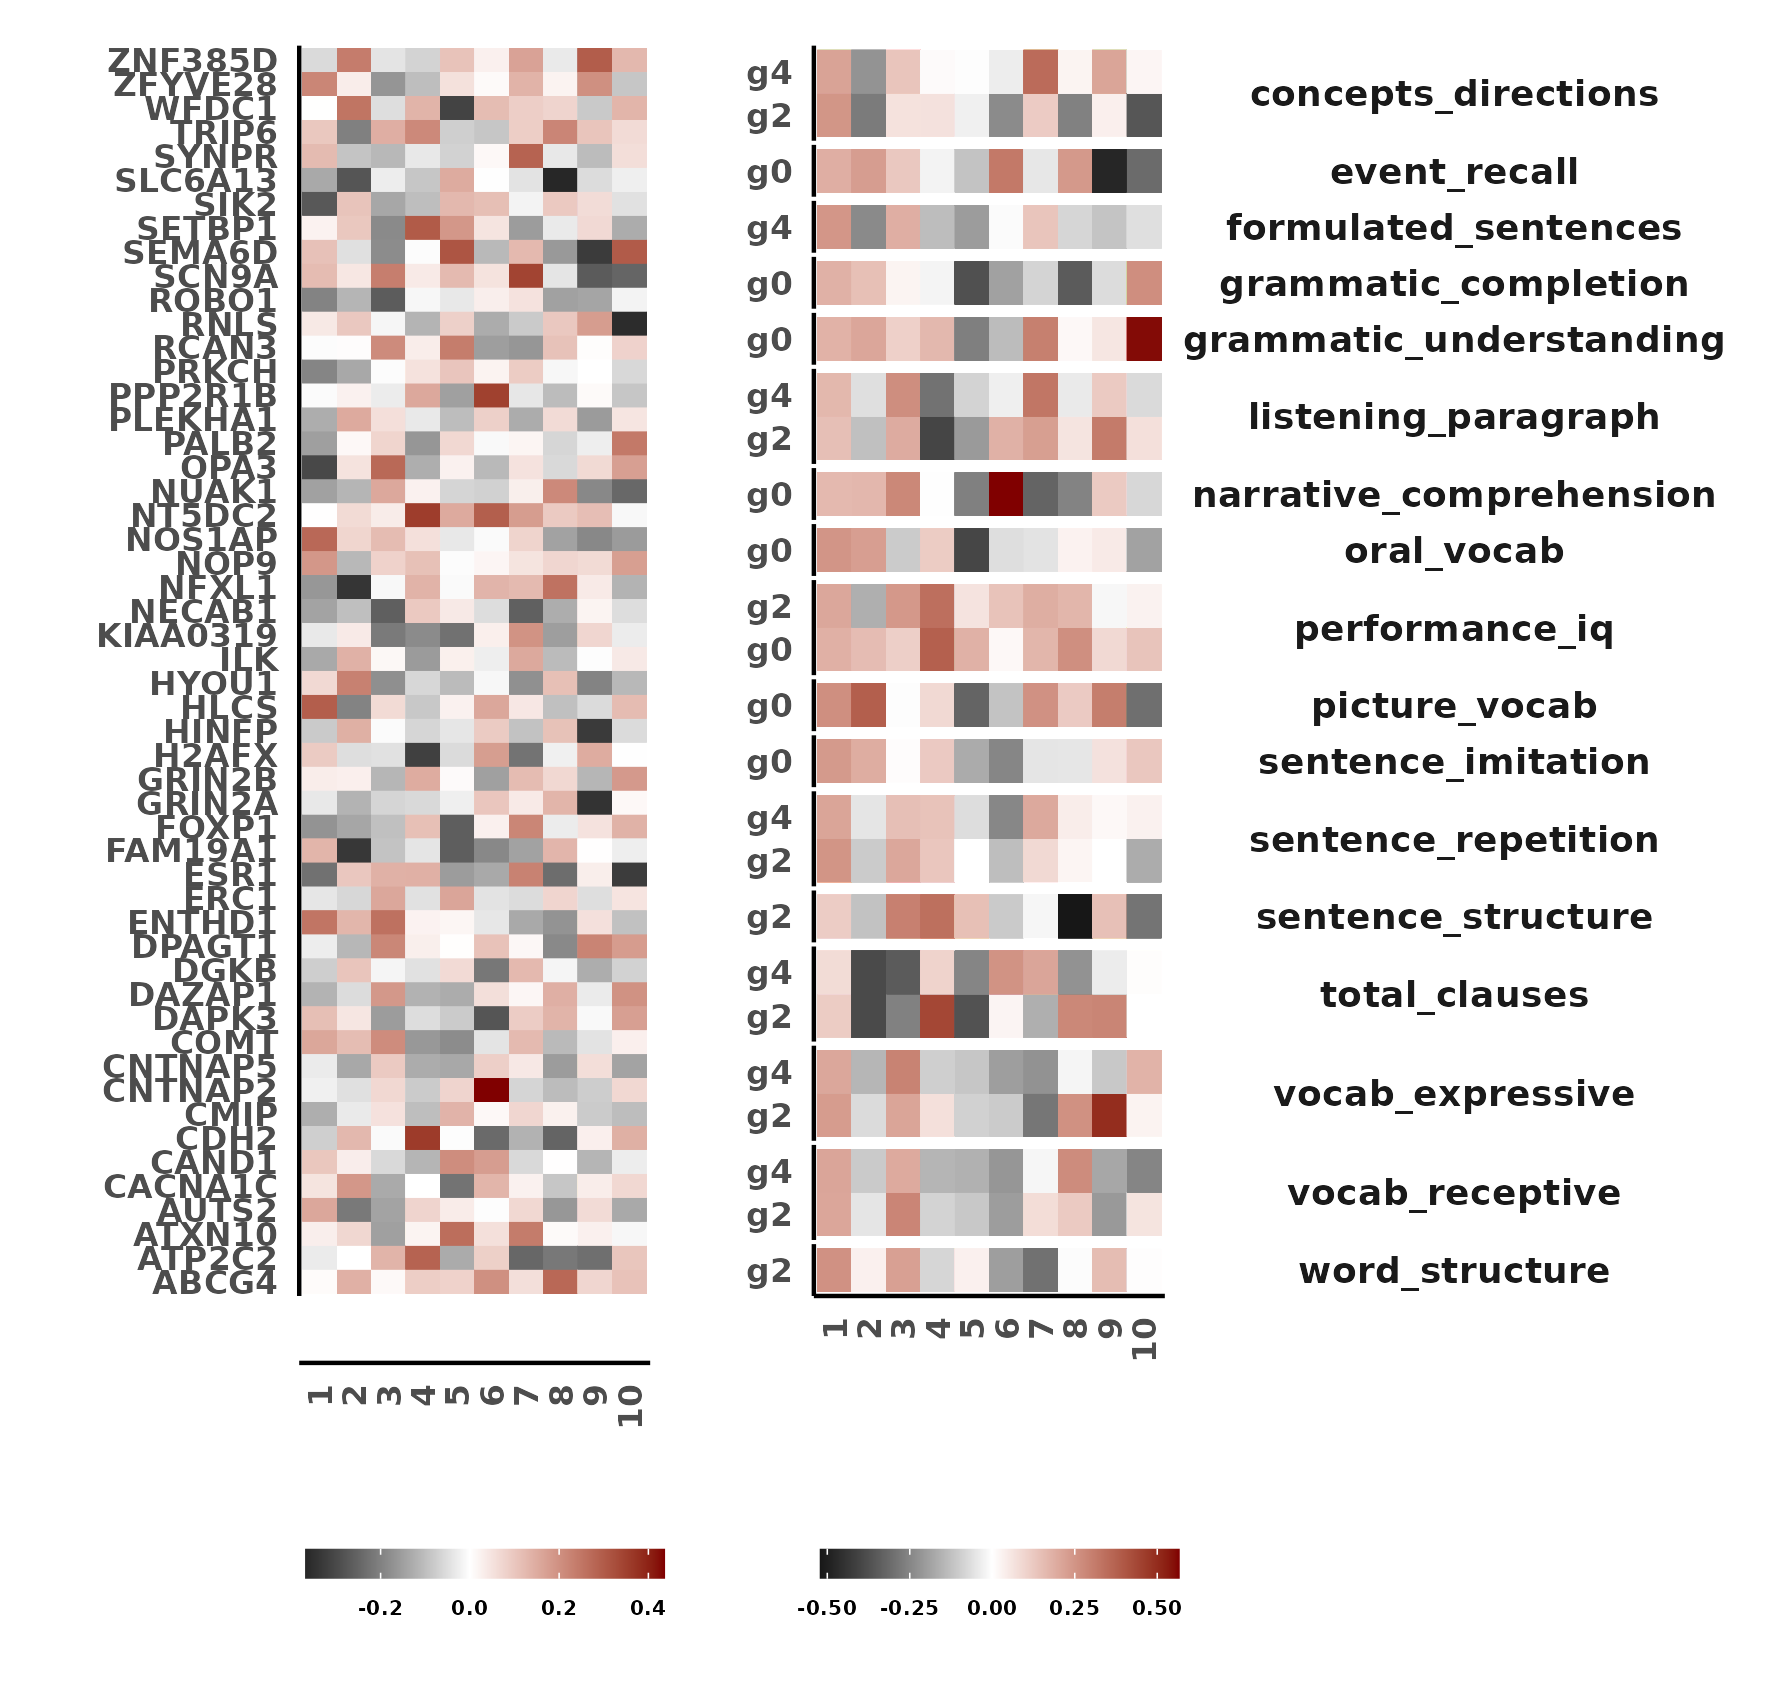 ZNF385D
ZFYVE28
WFDC1
TRIP6
SYNPR
SLC6A13
SIK2
SETBP1
SEMA6D
SCN9A
ROBO1
RNLS
RCAN3
PRKCH
PPP2R1B
PLEKHA1
PALB2
OPA3
NUAK1
NT5DC2
NOS1AP
NOP9
NFXL1
NECAB1
KIAA0319
ILK
HYOU1
HLCS
HINFP
H2AFX
GRIN2B
GRIN2A
FOXP1
FAM19A1
ESR1
ERC1
ENTHD1
DPAGT1
DGKB
DAZAP1
DAPK3
COMT
CNTNAP5
CNTNAP2
CMIP
CDH2
CAND1
CACNA1C
AUTS2
ATXN10
ATP2C2
ABCG4
1 2 3 4 5 6 7 8 9 10
-0.2 0.0 0.2 0.4
g4
g2
concepts_directions
g0
event_recall
g4
formulated_sentences
g0
grammatic_completion
g0
grammatic_understanding
g4
g2
listening_paragraph
g0
narrative_comprehension
g0
oral_vocab
g2
g0
performance_iq
g0
picture_vocab
g0
sentence_imitation
g4
g2
sentence_repetition
g2
sentence_structure
g4
g2
total_clauses
g4
g2
vocab_expressive
g4
g2
vocab_receptive
g2
word_structure
1 2 3 4 5 6 7 8 9 10
-0.50 -0.25 0.00 0.25 0.50